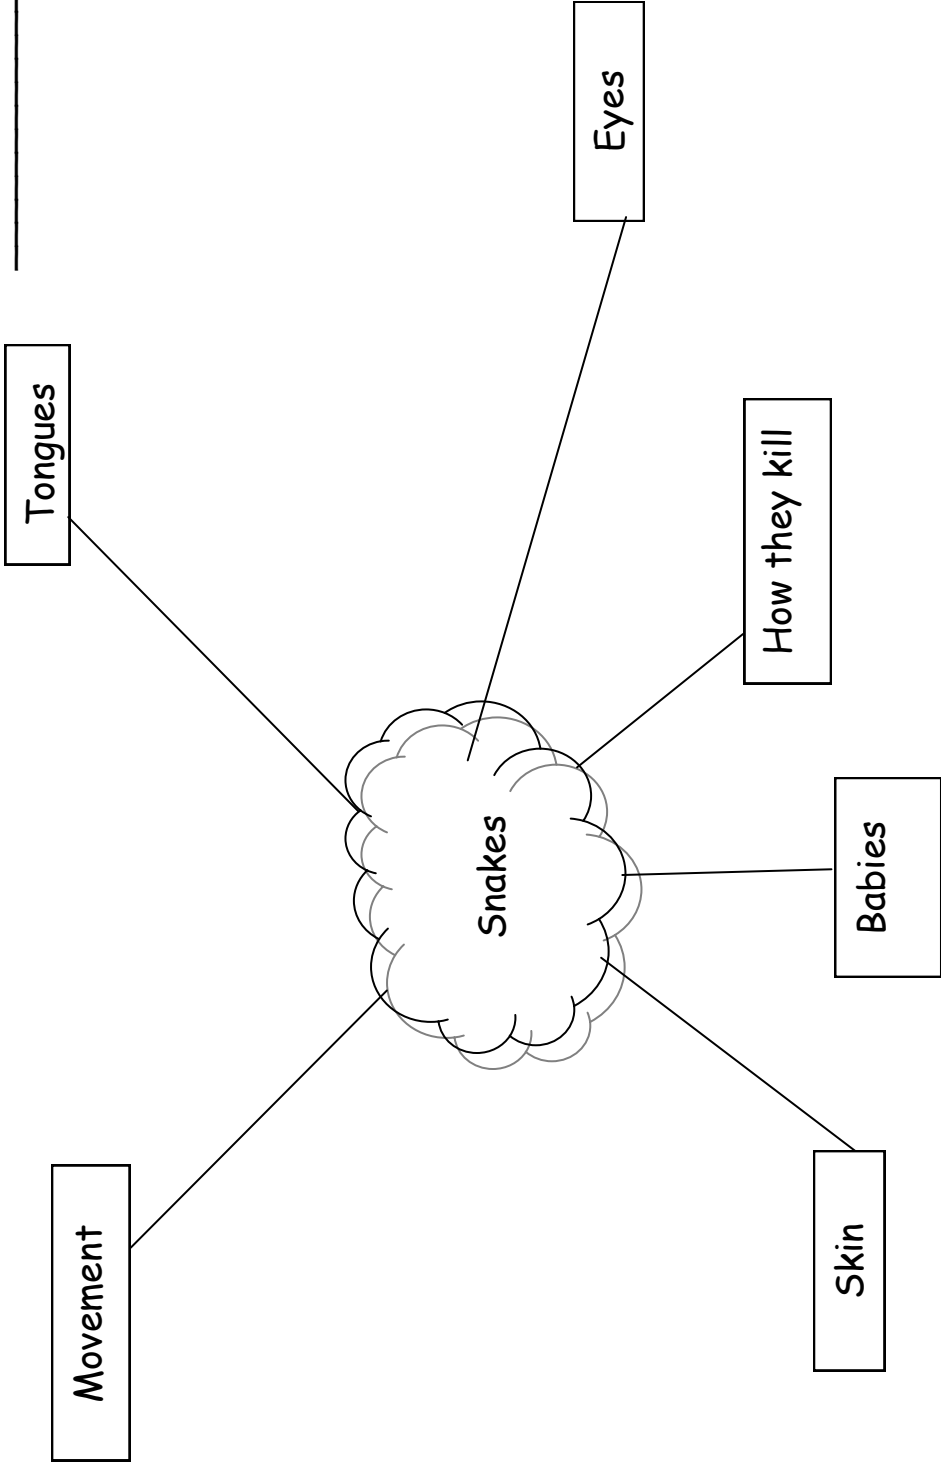 Movement
Tongues
Snakes
Eyes
Skin
Babies
How they kill